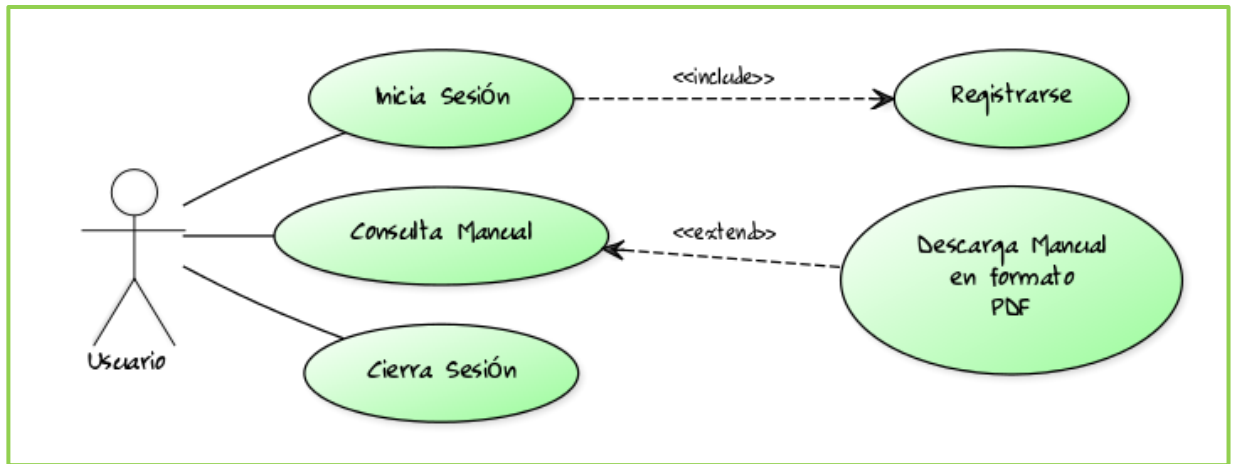 Inicia Sesión
<<include>>
Registrarse
Consulta Manual
<<extend>>
Descarga Manual
en formato
PDF
Usuario
Cierra Sesión